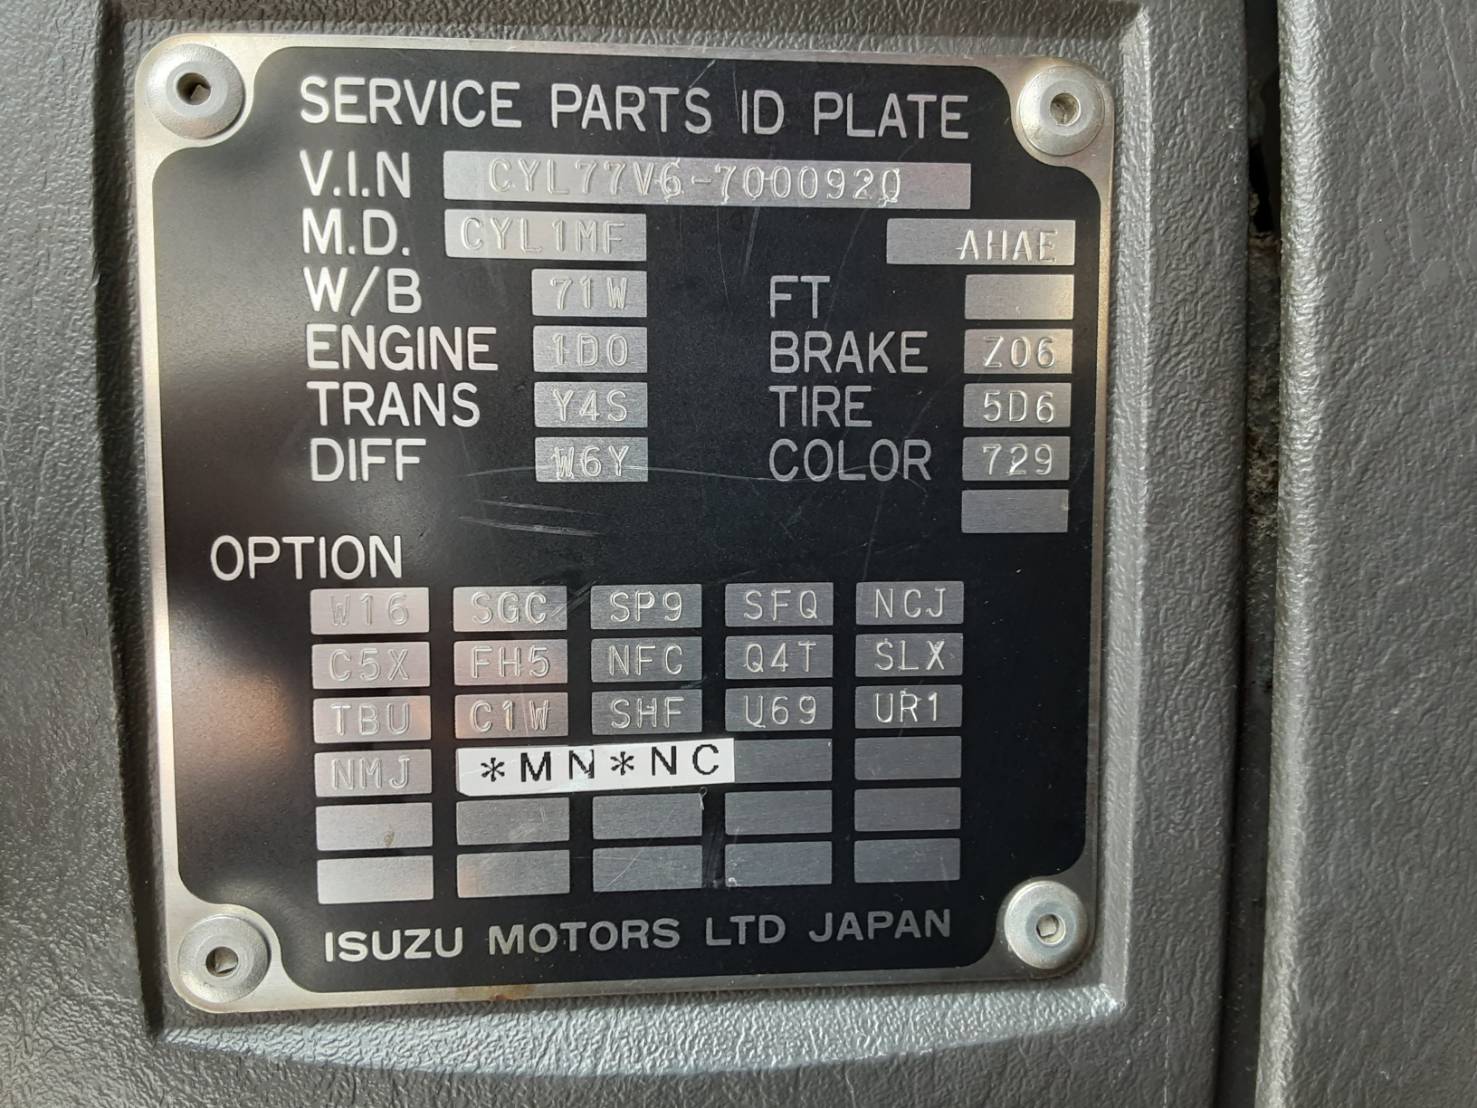 SERVICE PARTS ID PLATE
V.I.N CYL77V6-7000920
M.D. CYL1MF AHAE
W/B 71W FT
ENGINE 1D0 BRAKE Z06
TRANS Y4S TIRE 5D6
DIFF W6Y COLOR 729
OPTION
W16 SGC SP9 SFQ NCJ
C5X FH5 NFC Q4T SLX
TBU C1W SHF U69 UR1
NMJ *MN*NC
ISUZU MOTORS LTD JAPAN